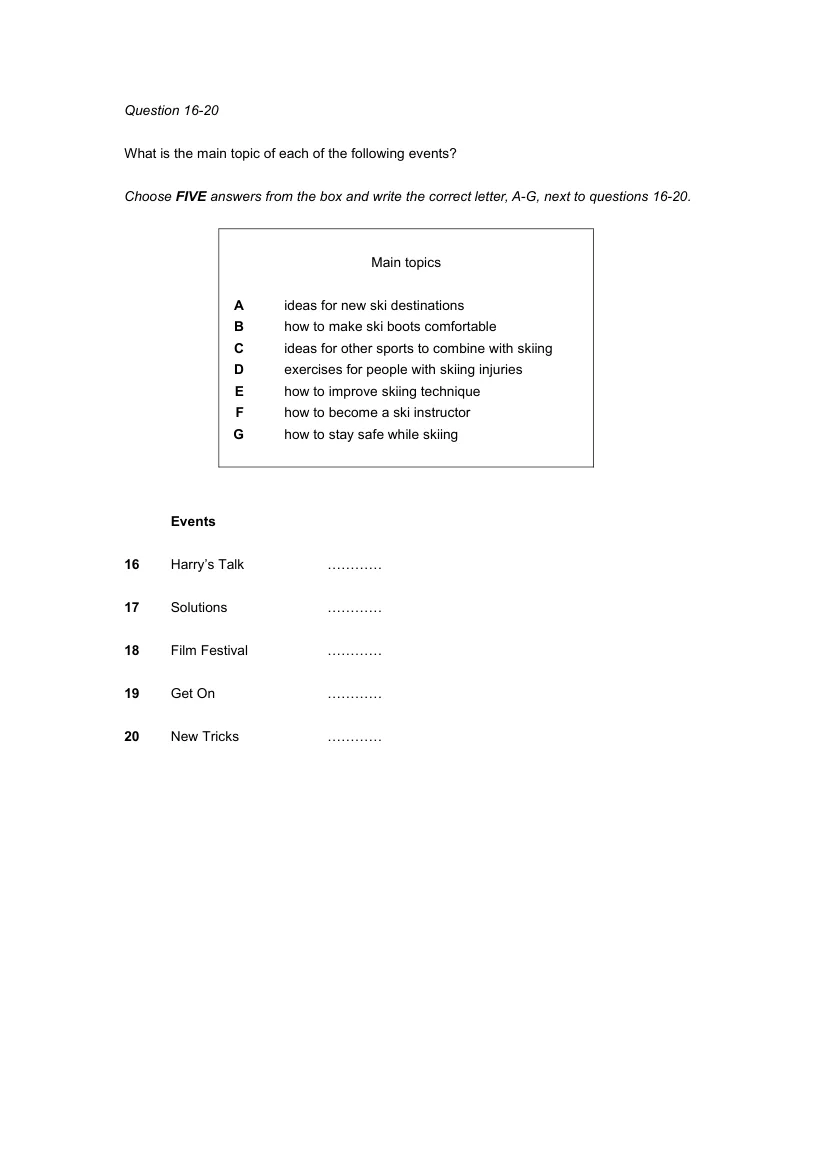 Question 16-20
What is the main topic of each of the following events?
Choose FIVE answers from the box and write the correct letter, A-G, next to questions 16-20.
Main topics
A ideas for new ski destinations
B how to make ski boots comfortable
C ideas for other sports to combine with skiing
D exercises for people with skiing injuries
E how to improve skiing technique
F how to become a ski instructor
G how to stay safe while skiing
Events
16 Harry’s Talk …………
17 Solutions …………
18 Film Festival …………
19 Get On …………
20 New Tricks …………